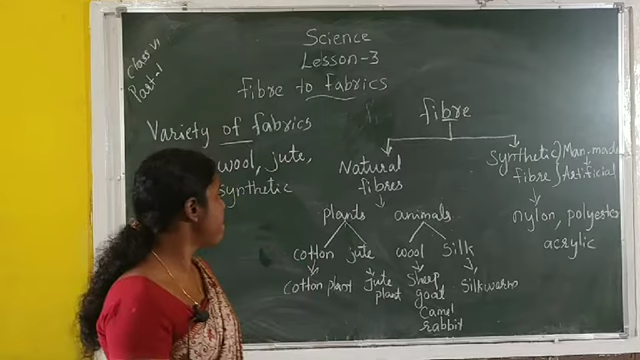 Class VI
Part-1
Science
Lesson-3
Fibre to Fabrics
Variety of fabrics
wool, jute,
synthetic
fibre
Natural
fibres
plants animals
cotton jute wool Silk
Cotton plant Jute
plant
Sheep
goat
Camel
rabbit
Silkworm
Synthetic
fibre
Man-made
Artificial
nylon, polyester
acrylic